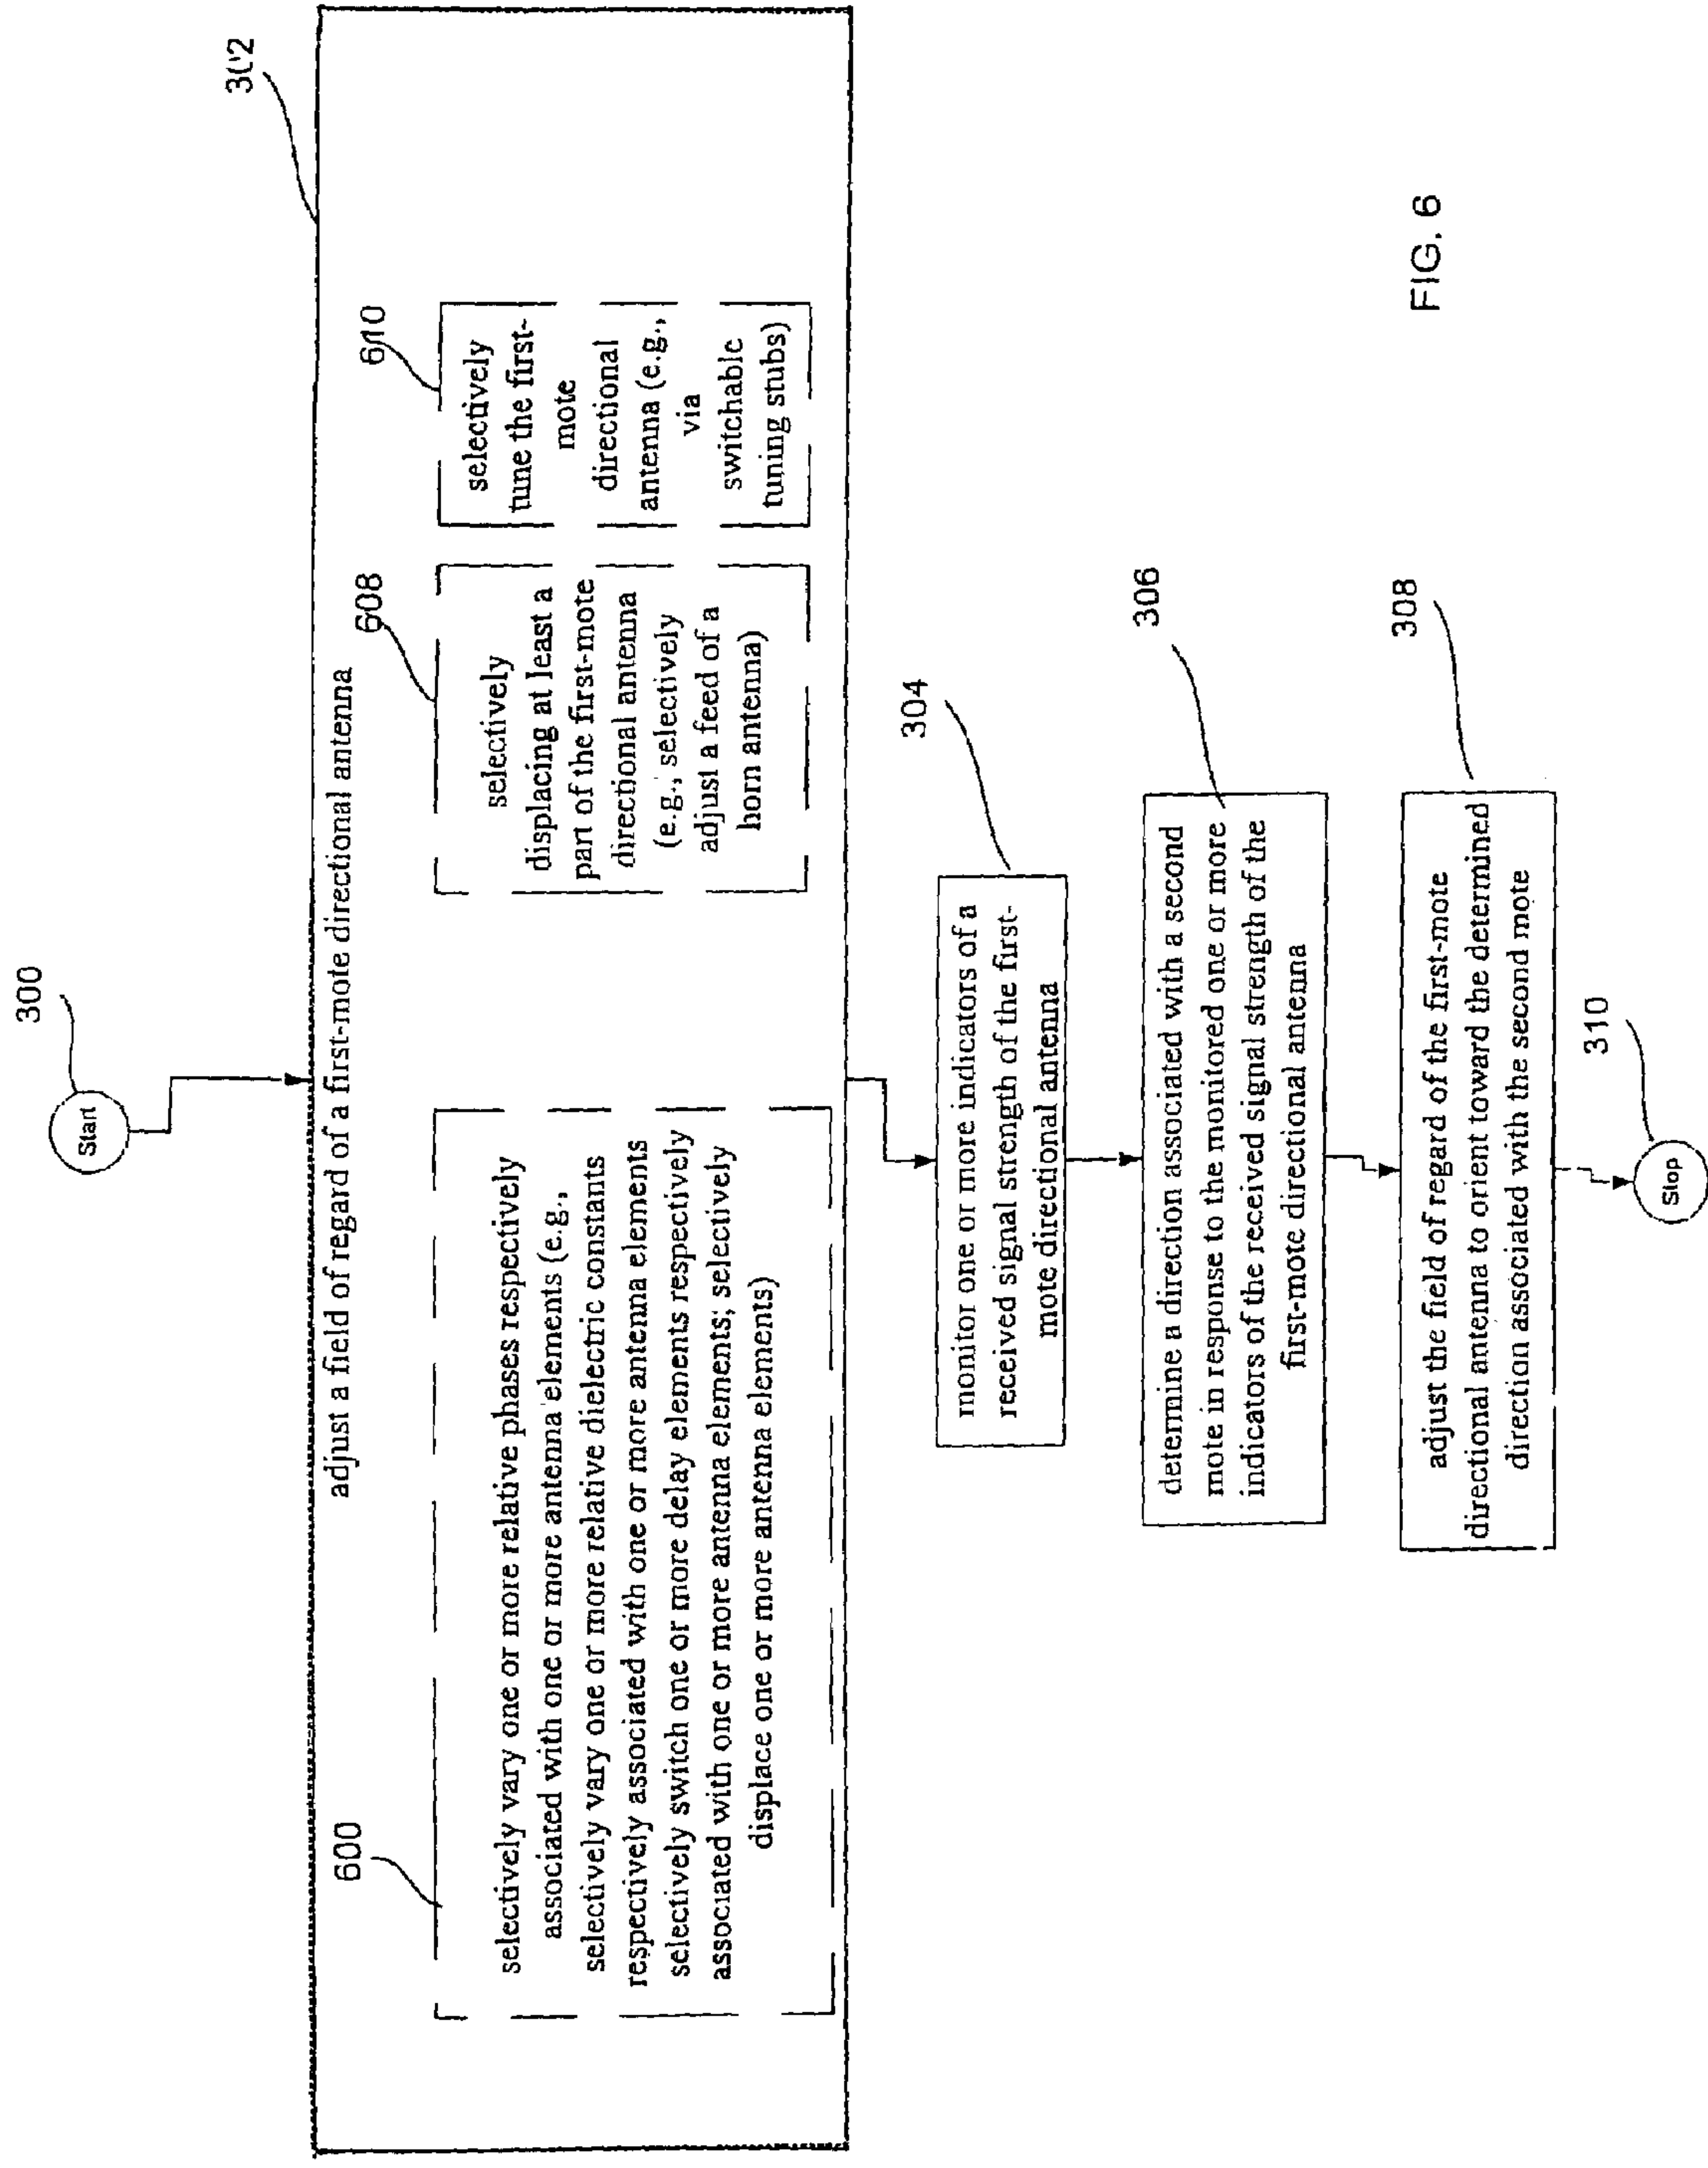 300
Start
302
adjust a field of regard of a first-mote directional antenna
600
selectively vary one or more relative phases respectively
associated with one or more antenna elements (e.g.,
selectively vary one or more relative dielectric constants
respectively associated with one or more antenna elements
selectively switch one or more delay elements respectively
associated with one or more antenna elements; selectively
displace one or more antenna elements)
608
selectively
displacing at least a
part of the first-mote
directional antenna
(e.g., selectively
adjust a feed of a
horn antenna)
610
selectively
tune the first-
mote
directional
antenna (e.g.,
via
switchable
tuning stubs)
304
monitor one or more indicators of a
received signal strength of the first-
mote directional antenna
306
determine a direction associated with a second
mote in response to the monitored one or more
indicators of the received signal strength of the
first-mote directional antenna
308
adjust the field of regard of the first-mote
directional antenna to orient toward the determined
direction associated with the second mote
310
Stop
FIG. 6